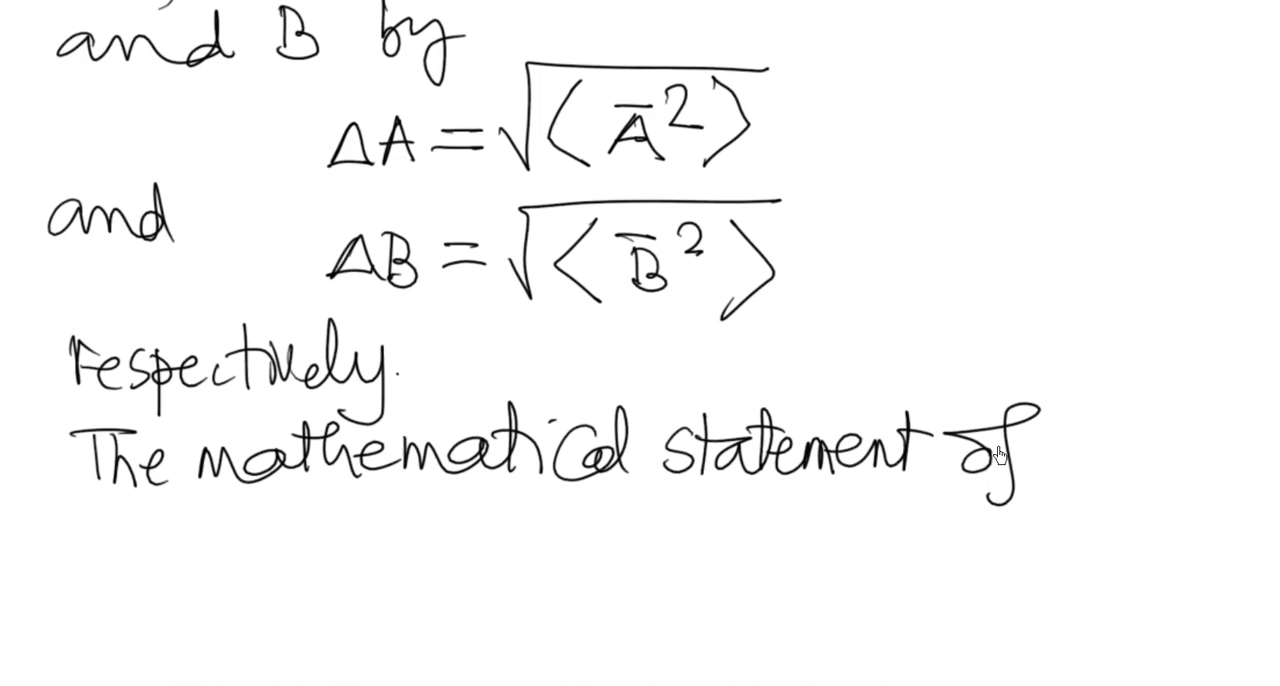 and B by
ΔA = √⟨Ā²⟩
and
ΔB = √⟨B̄²⟩
respectively.
The mathematical statement of